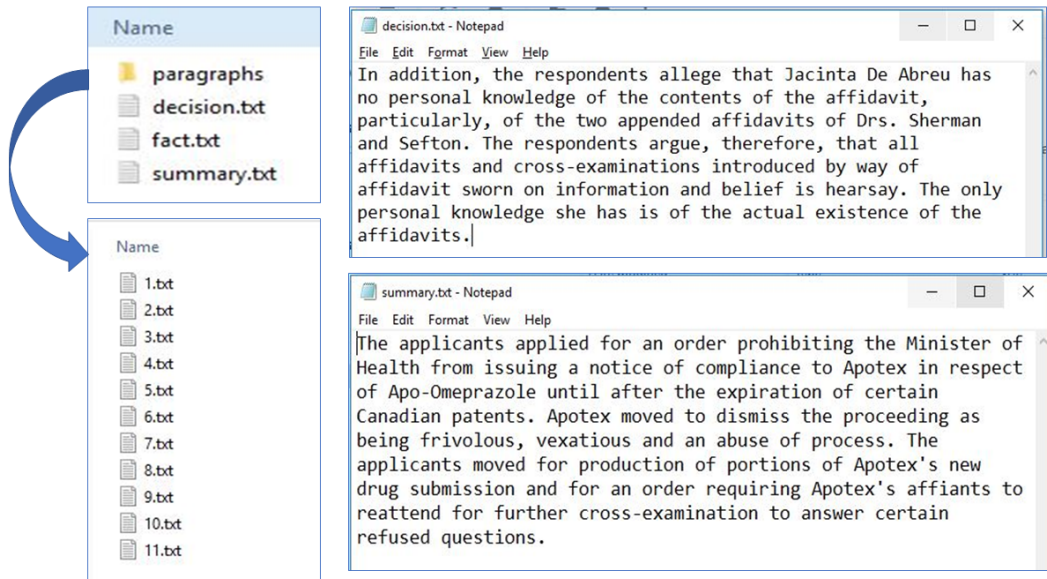 Name
paragraphs
decision.txt
fact.txt
summary.txt
Name
1.txt
2.txt
3.txt
4.txt
5.txt
6.txt
7.txt
8.txt
9.txt
10.txt
11.txt
decision.txt - Notepad
File Edit Format View Help
In addition, the respondents allege that Jacinta De Abreu has
no personal knowledge of the contents of the affidavit,
particularly, of the two appended affidavits of Drs. Sherman
and Sefton. The respondents argue, therefore, that all
affidavits and cross-examinations introduced by way of
affidavit sworn on information and belief is hearsay. The only
personal knowledge she has is of the actual existence of the
affidavits.
summary.txt - Notepad
File Edit Format View Help
The applicants applied for an order prohibiting the Minister of
Health from issuing a notice of compliance to Apotex in respect
of Apo-Omeprazole until after the expiration of certain
Canadian patents. Apotex moved to dismiss the proceeding as
being frivolous, vexatious and an abuse of process. The
applicants moved for production of portions of Apotex's new
drug submission and for an order requiring Apotex's affiants to
reattend for further cross-examination to answer certain
refused questions.